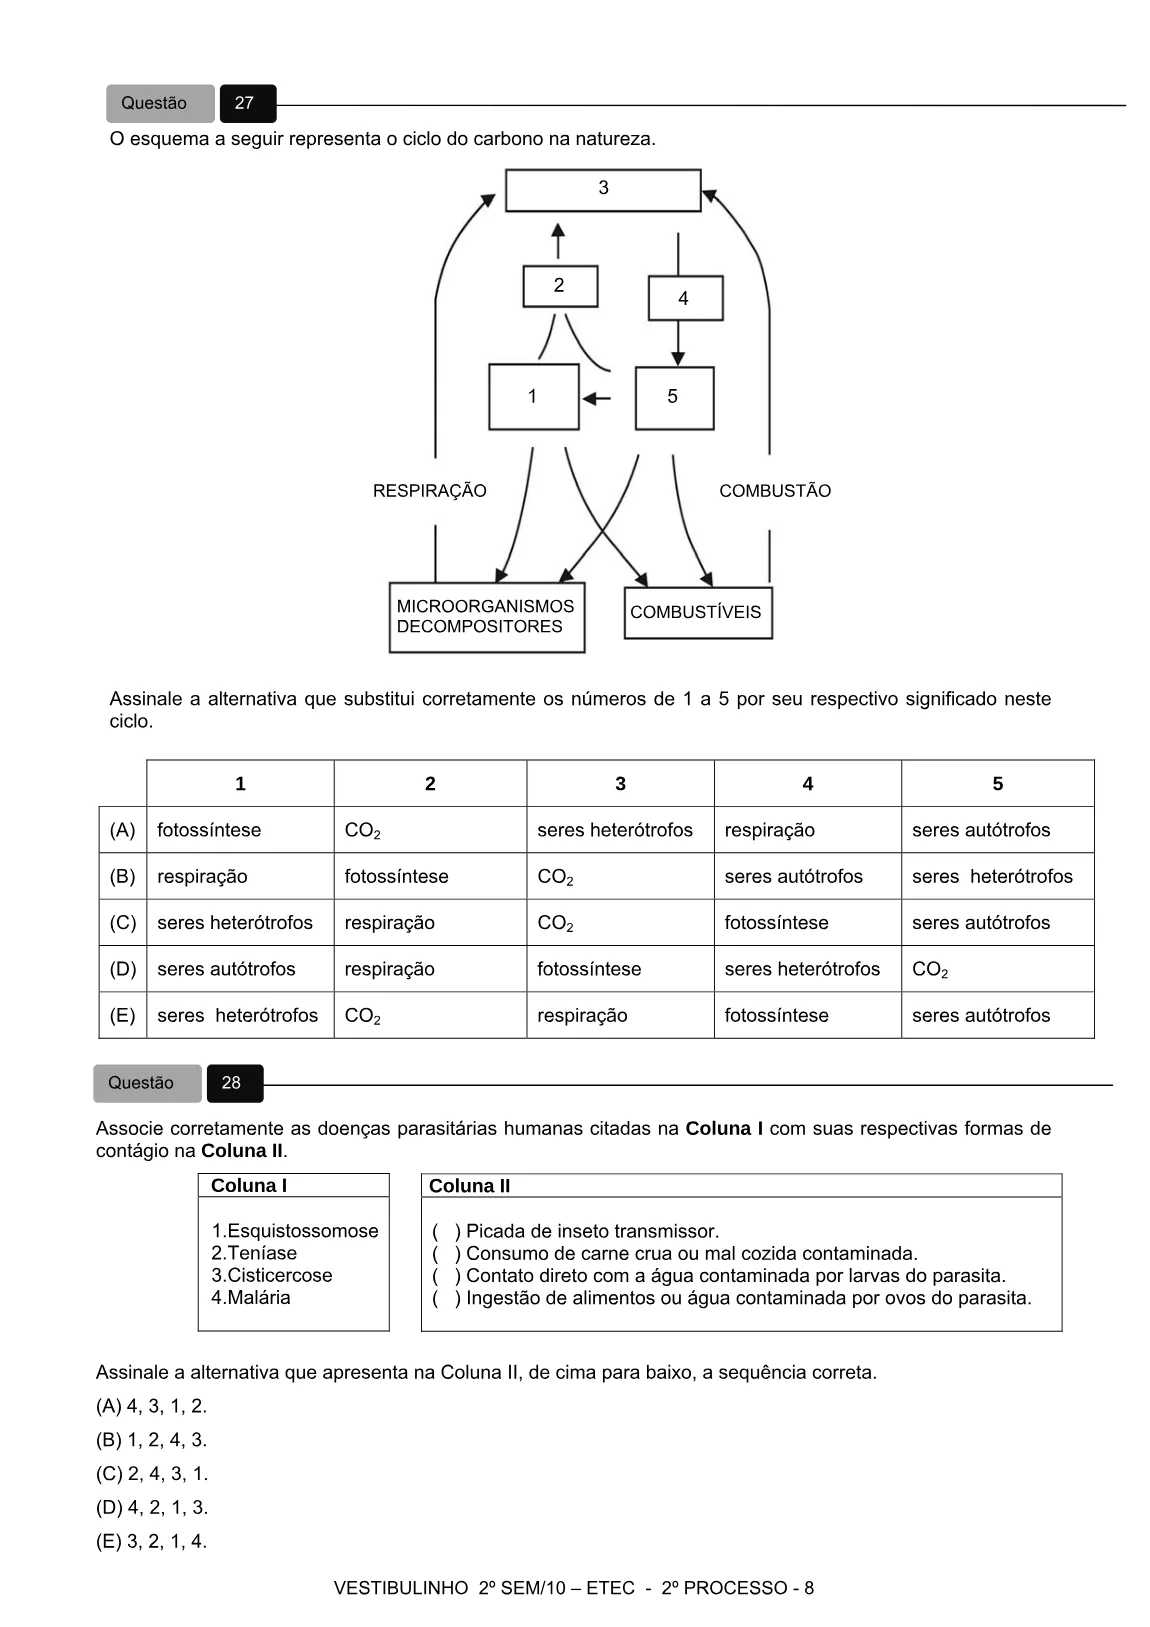 Questão 27
O esquema a seguir representa o ciclo do carbono na natureza.
3
2
4
1
5
RESPIRAÇÃO
COMBUSTÃO
MICROORGANISMOS
DECOMPOSITORES
COMBUSTÍVEIS
Assinale a alternativa que substitui corretamente os números de 1 a 5 por seu respectivo significado neste
ciclo.
1 2 3 4 5
(A) fotossíntese CO₂ seres heterótrofos respiração seres autótrofos
(B) respiração fotossíntese CO₂ seres autótrofos seres heterótrofos
(C) seres heterótrofos respiração CO₂ fotossíntese seres autótrofos
(D) seres autótrofos respiração fotossíntese seres heterótrofos CO₂
(E) seres heterótrofos CO₂ respiração fotossíntese seres autótrofos
Questão 28
Associe corretamente as doenças parasitárias humanas citadas na Coluna I com suas respectivas formas de
contágio na Coluna II.
Coluna I
1.Esquistossomose
2.Teníase
3.Cisticercose
4.Malária
Coluna II
( ) Picada de inseto transmissor.
( ) Consumo de carne crua ou mal cozida contaminada.
( ) Contato direto com a água contaminada por larvas do parasita.
( ) Ingestão de alimentos ou água contaminada por ovos do parasita.
Assinale a alternativa que apresenta na Coluna II, de cima para baixo, a sequência correta.
(A) 4, 3, 1, 2.
(B) 1, 2, 4, 3.
(C) 2, 4, 3, 1.
(D) 4, 2, 1, 3.
(E) 3, 2, 1, 4.
VESTIBULINHO 2º SEM/10 – ETEC - 2º PROCESSO - 8